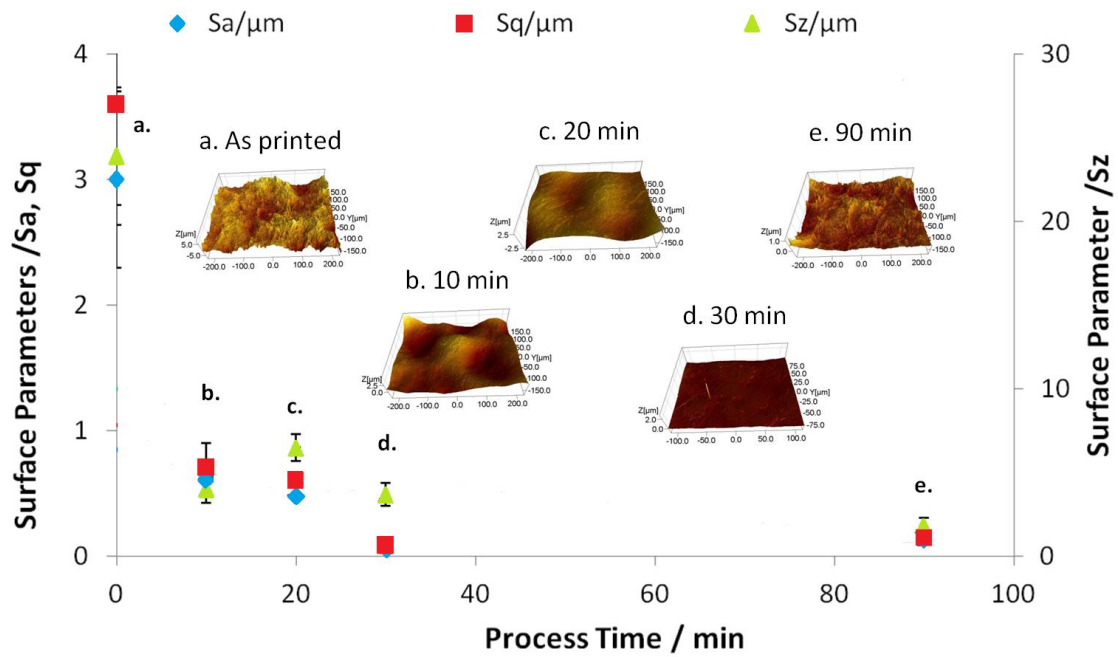 Sa/µm Sq/µm Sz/µm
Surface Parameters /Sa, Sq
4
3
2
1
0
30
20
10
0
Surface Parameter /Sz
0 20 40 60 80 100
Process Time / min
a.
b.
c.
d.
e.
a. As printed
Z[µm]
5.0
-5.0
-200.0 -100.0 0.0 100.0 200.0
150.0
100.0
50.0
0.0 Y[µm]
-50.0
-100.0
-150.0
b. 10 min
Z[µm]
2.5
0.0
-200.0 -100.0 0.0 100.0 200.0
150.0
100.0
50.0
0.0 Y[µm]
-50.0
-100.0
-150.0
c. 20 min
Z[µm]
2.5
-2.5
-200.0 -100.0 0.0 100.0 200.0
150.0
100.0
50.0
0.0 Y[µm]
-50.0
-100.0
-150.0
d. 30 min
Z[µm]
2.0
0.0
-100.0 -50.0 0.0 50.0 100.0
75.0
50.0
25.0
0.0 Y[µm]
-25.0
-50.0
-75.0
e. 90 min
Z[µm]
1.0
0.0
-200.0 -100.0 0.0 100.0 200.0
150.0
100.0
50.0
0.0 Y[µm]
-50.0
-100.0
-150.0